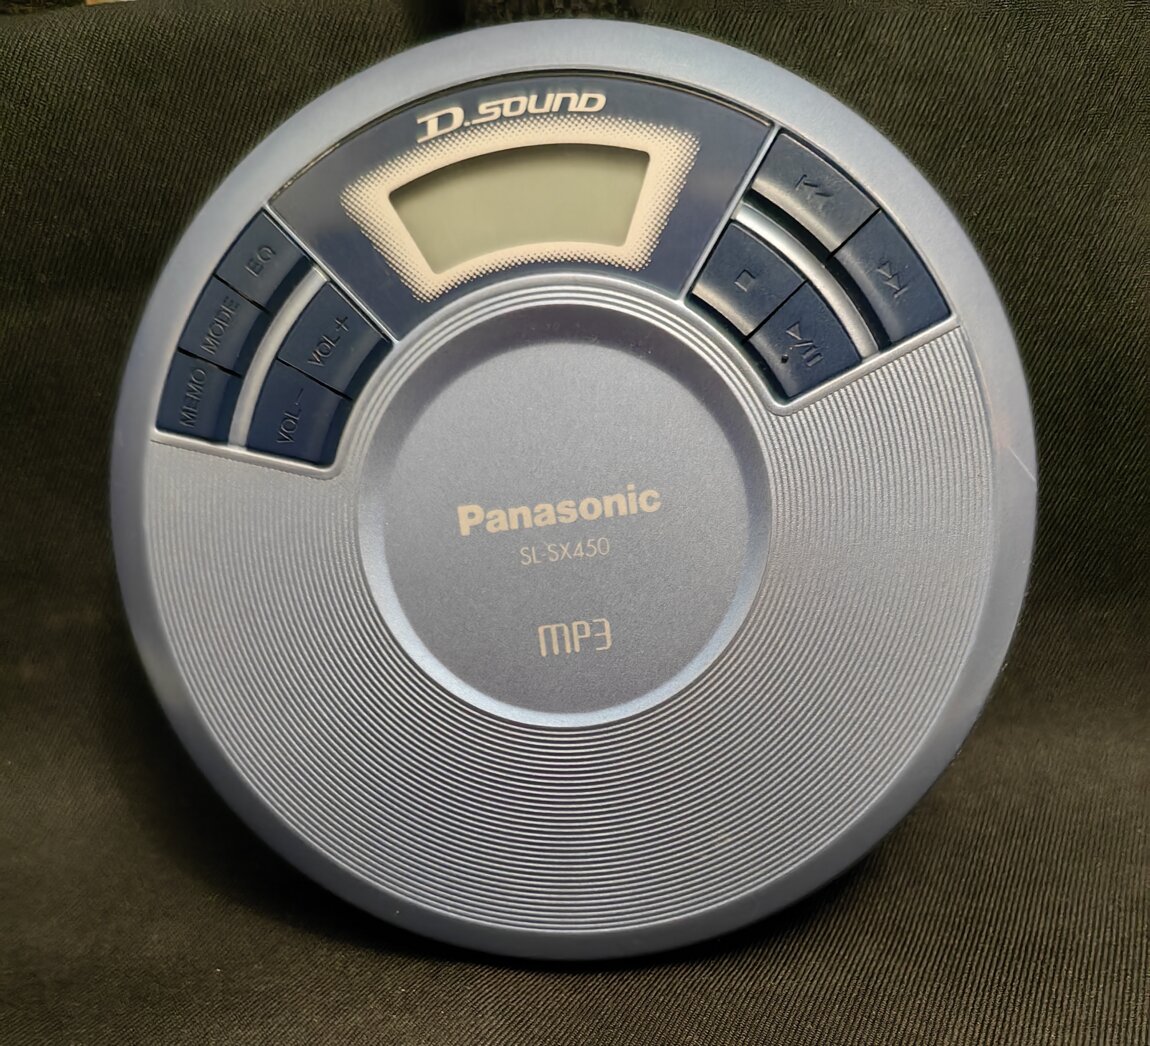 D.SOUND
EQ
MODE
MEMO
VOL+
VOL-
Panasonic
SL-SX450
MP3